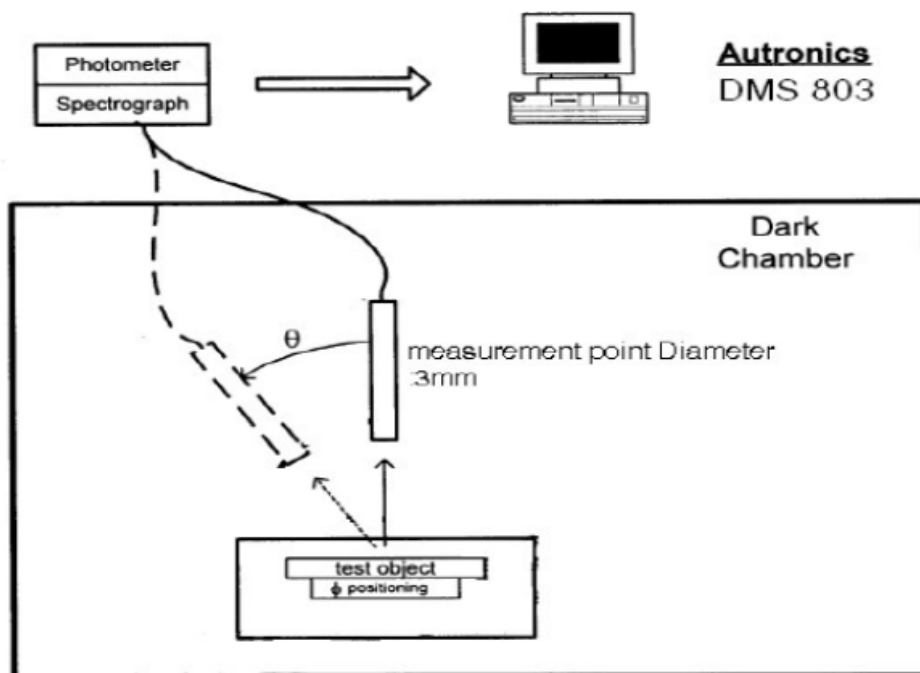 Photometer
Spectrograph
Autronics
DMS 803
Dark
Chamber
θ
measurement point Diameter
:3mm
test object
ϕ positioning